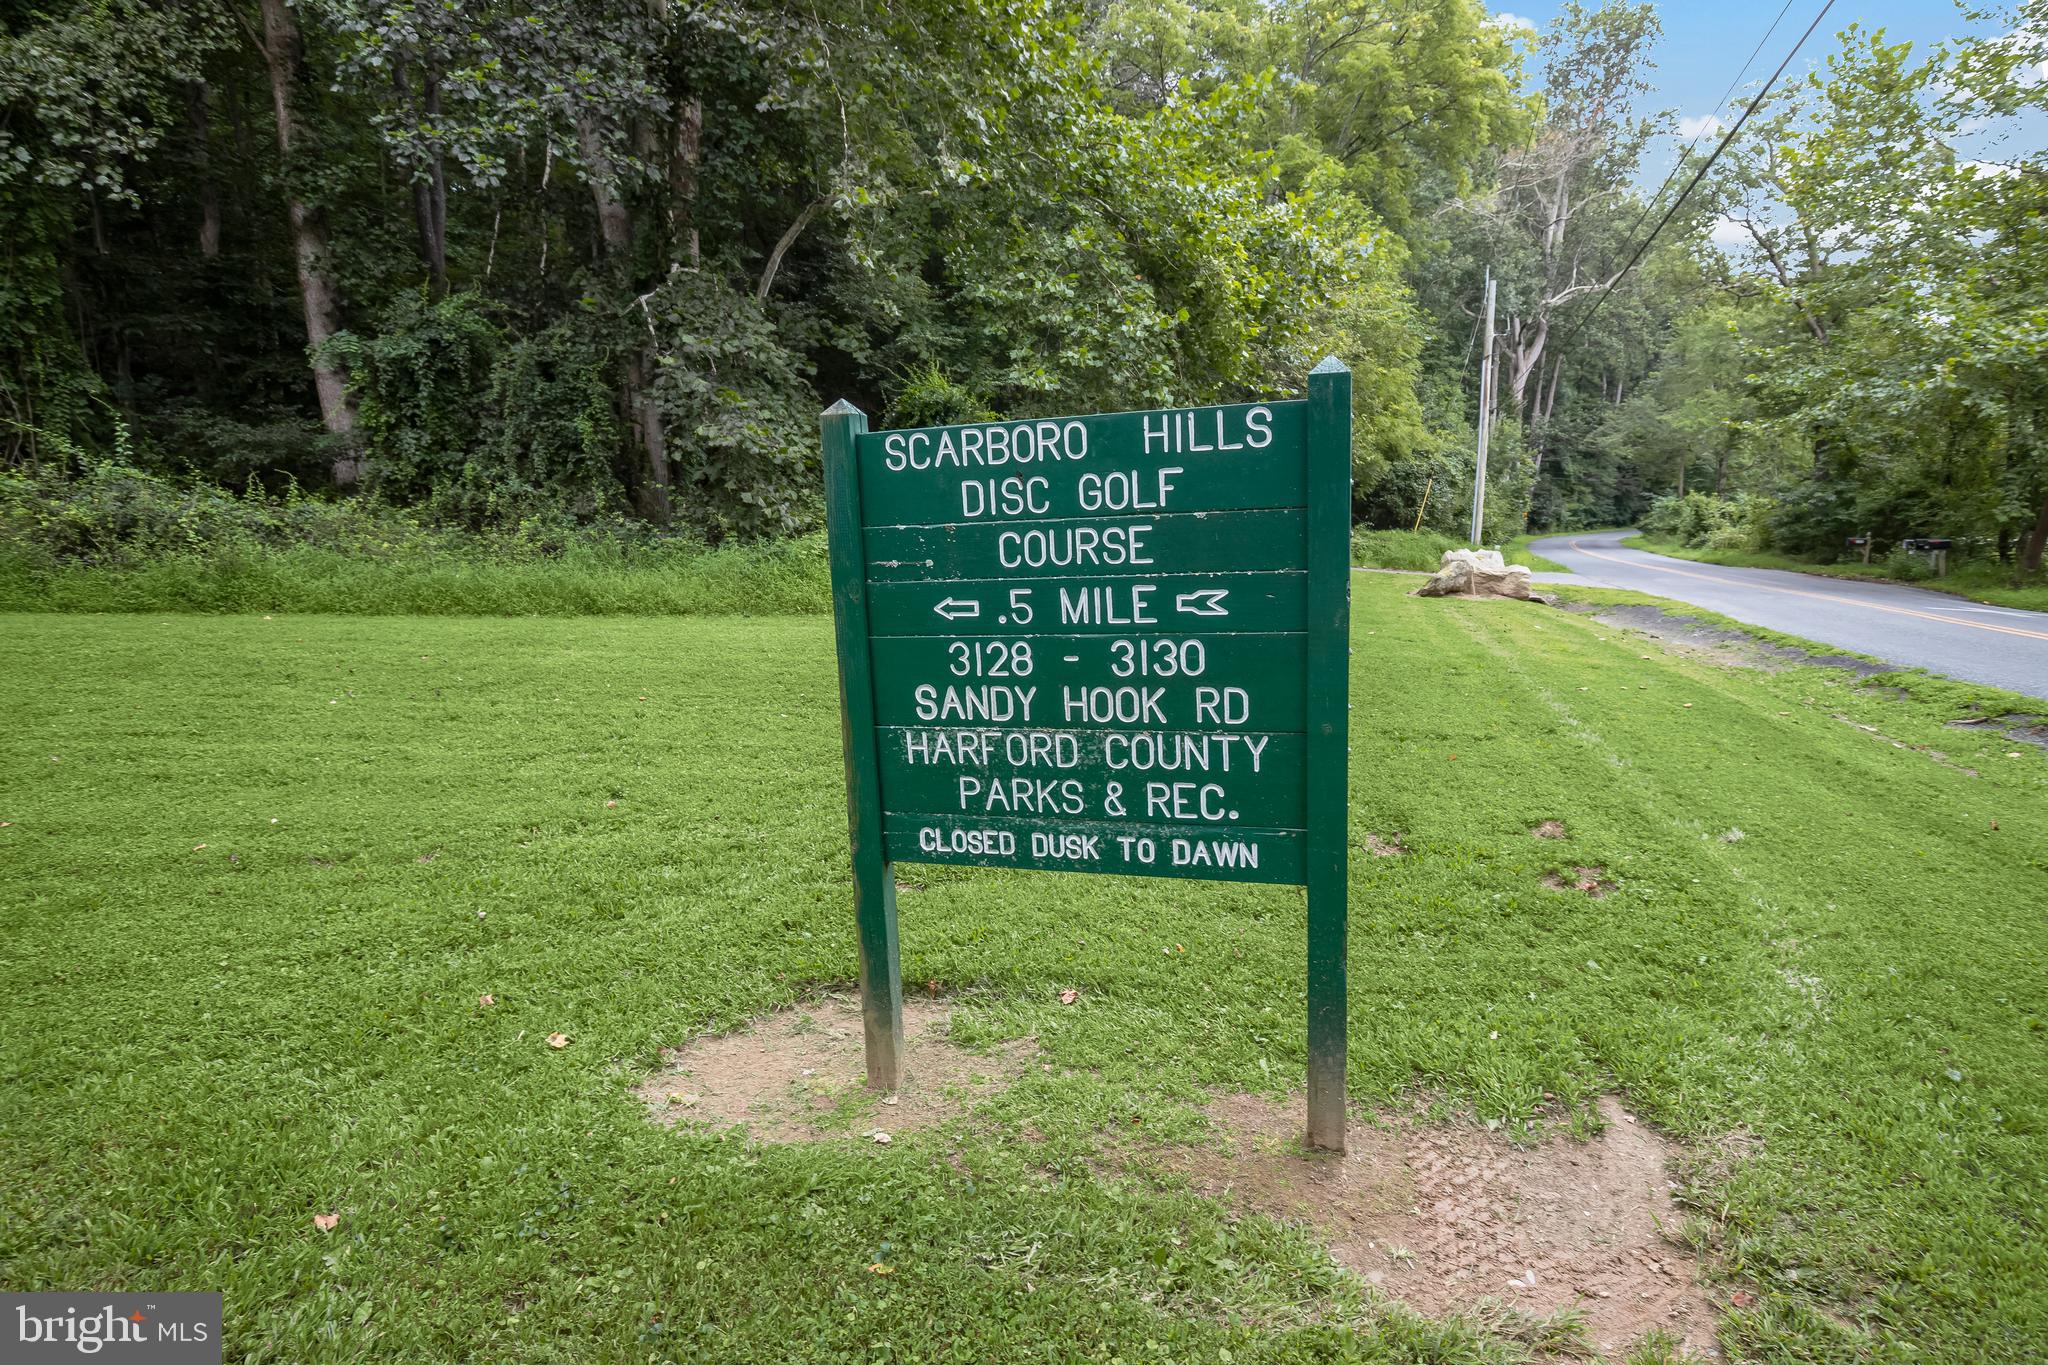 SCARBORO HILLS
DISC GOLF
COURSE
← .5 MILE
3128 - 3130
SANDY HOOK RD
HARFORD COUNTY
PARKS & REC.
CLOSED DUSK TO DAWN
bright™ MLS